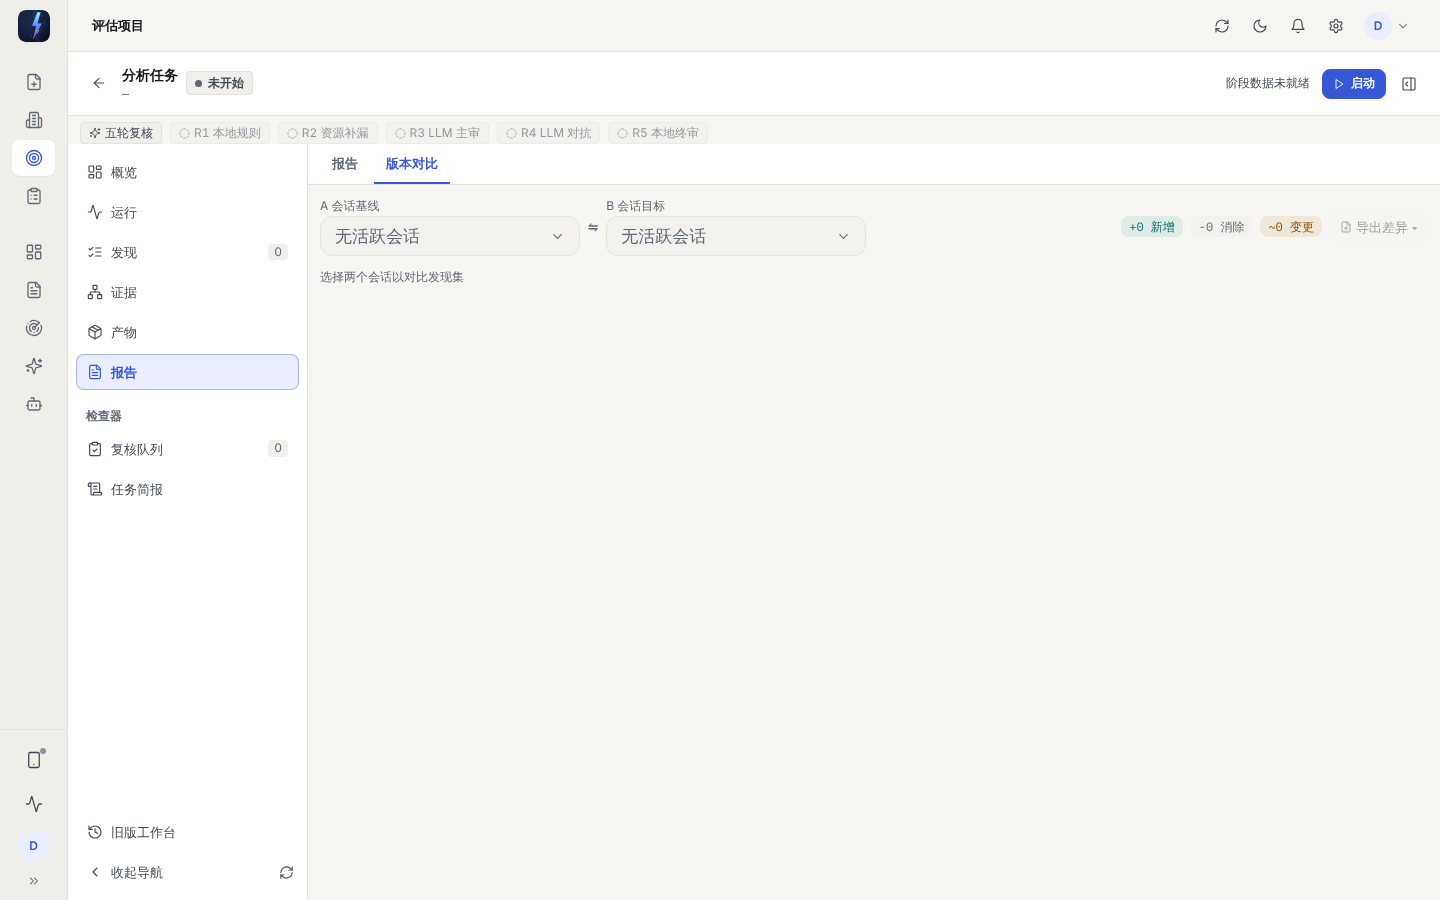 评估项目
D
分析任务
—
未开始
阶段数据未就绪
启动
五轮复核
R1 本地规则
R2 资源补漏
R3 LLM 主审
R4 LLM 对抗
R5 本地终审
概览
运行
发现
0
证据
产物
报告
检查器
复核队列
0
任务简报
旧版工作台
收起导航
D
报告
版本对比
A 会话基线
无活跃会话
⇋
B 会话目标
无活跃会话
+0 新增
-0 消除
~0 变更
导出差异
选择两个会话以对比发现集